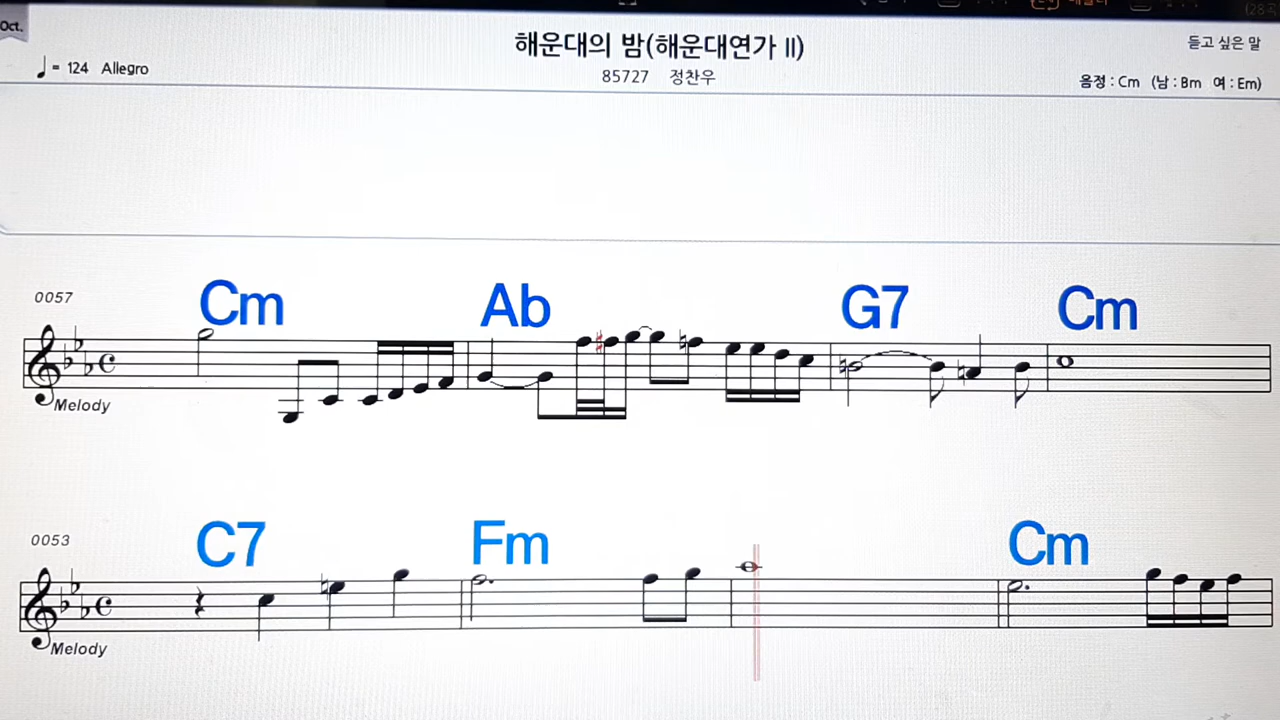 Oct.
해운대의 밤(해운대연가 II)
듣고 싶은 말
♩ = 124 Allegro
85727 정찬우
음정 : Cm (남 : Bm 여 : Em)
0057
Cm Ab G7 Cm
Melody
0053
C7 Fm Cm
Melody